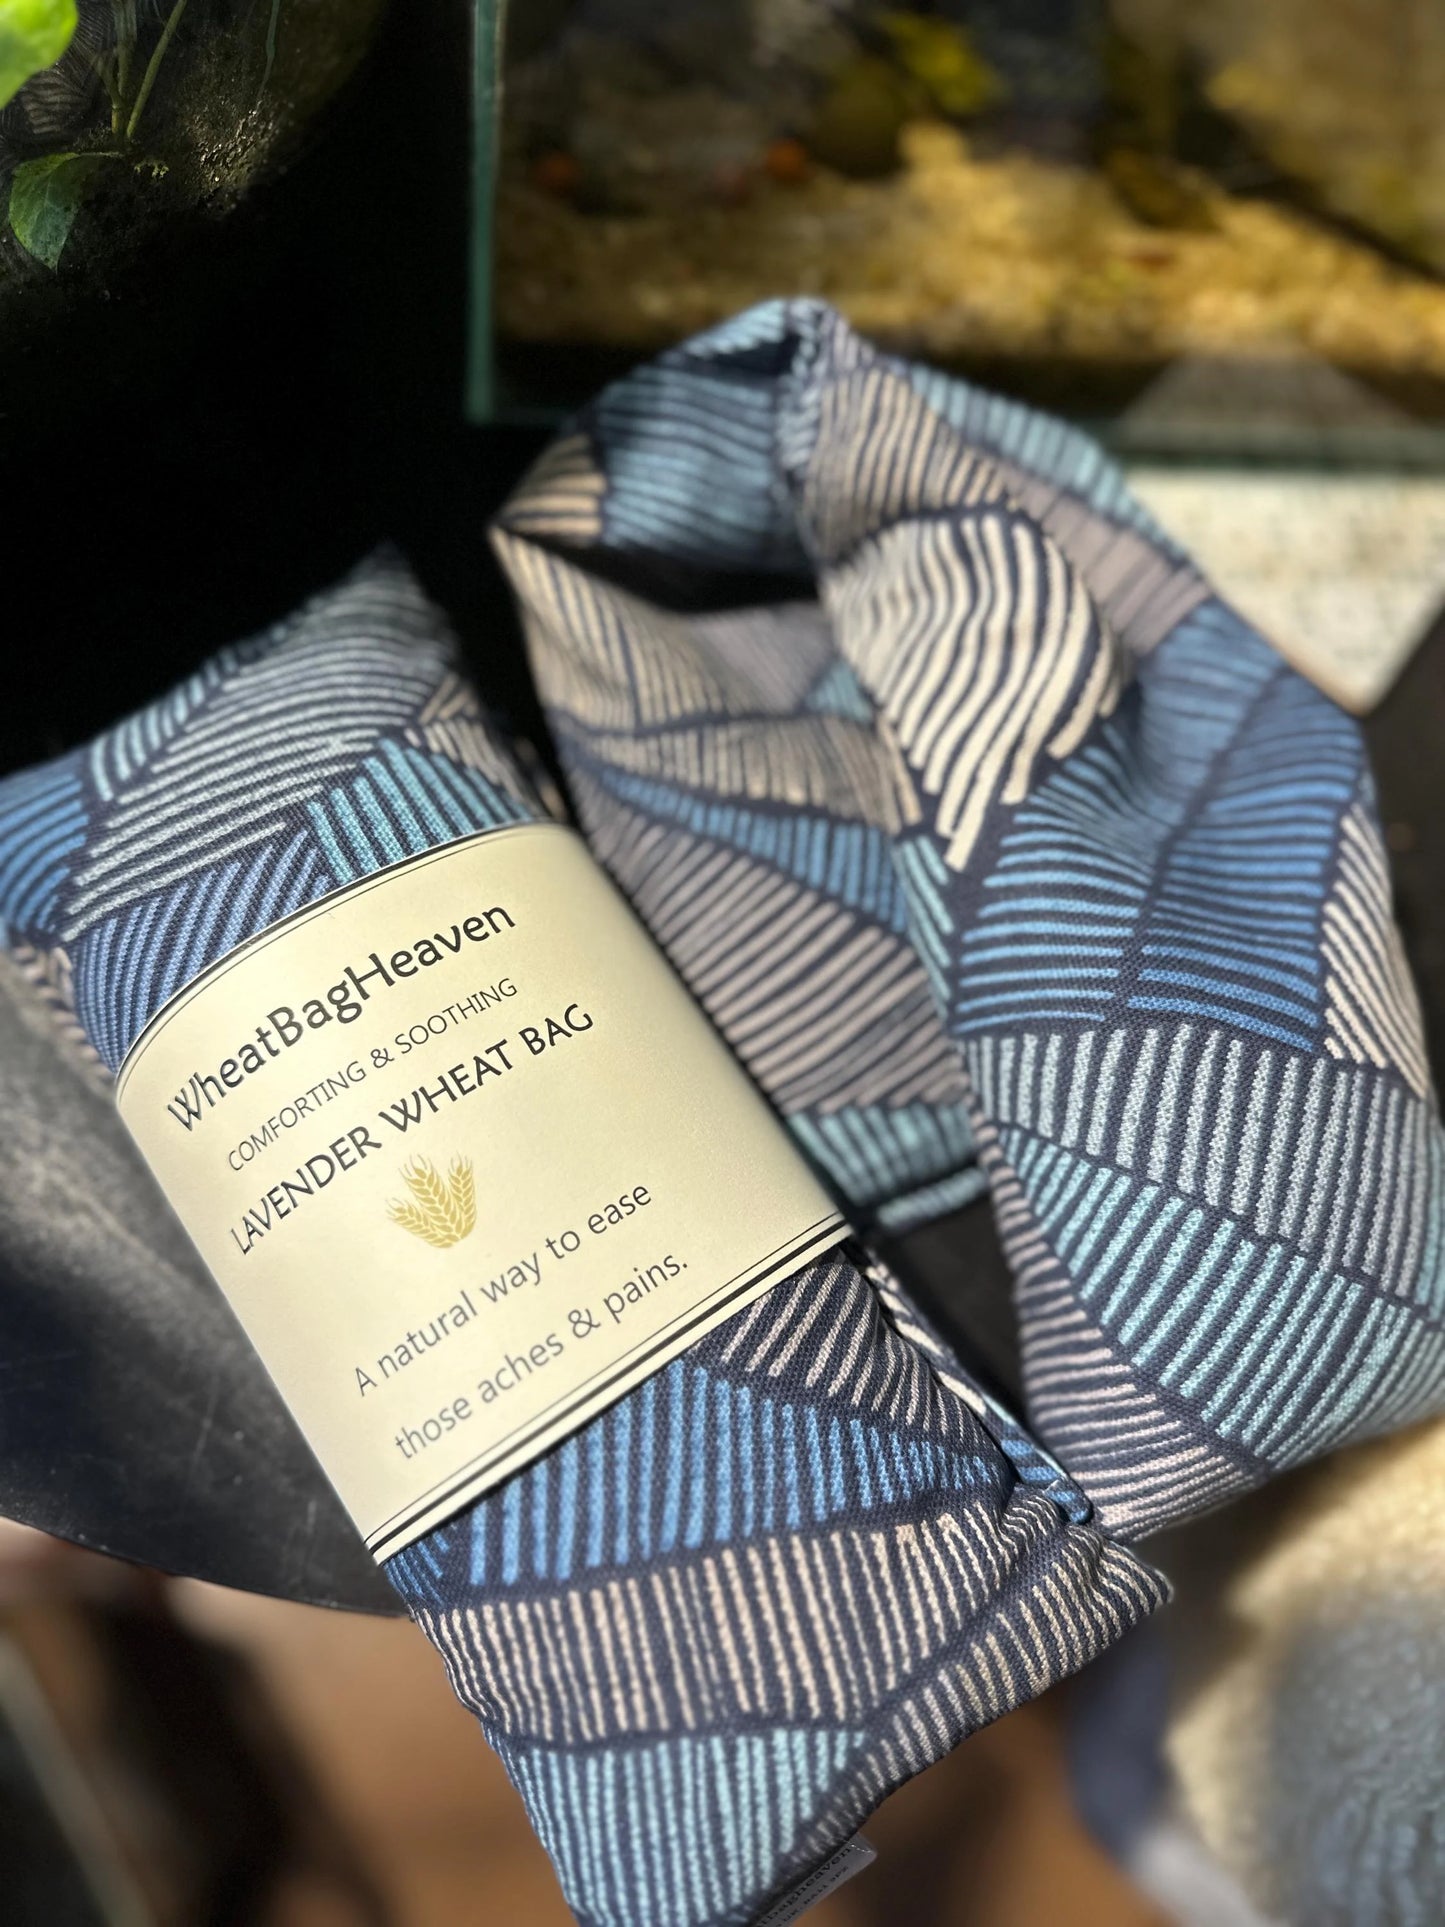 WheatBagHeaven
COMFORTING & SOOTHING
LAVENDER WHEAT BAG
A natural way to ease
those aches & pains.